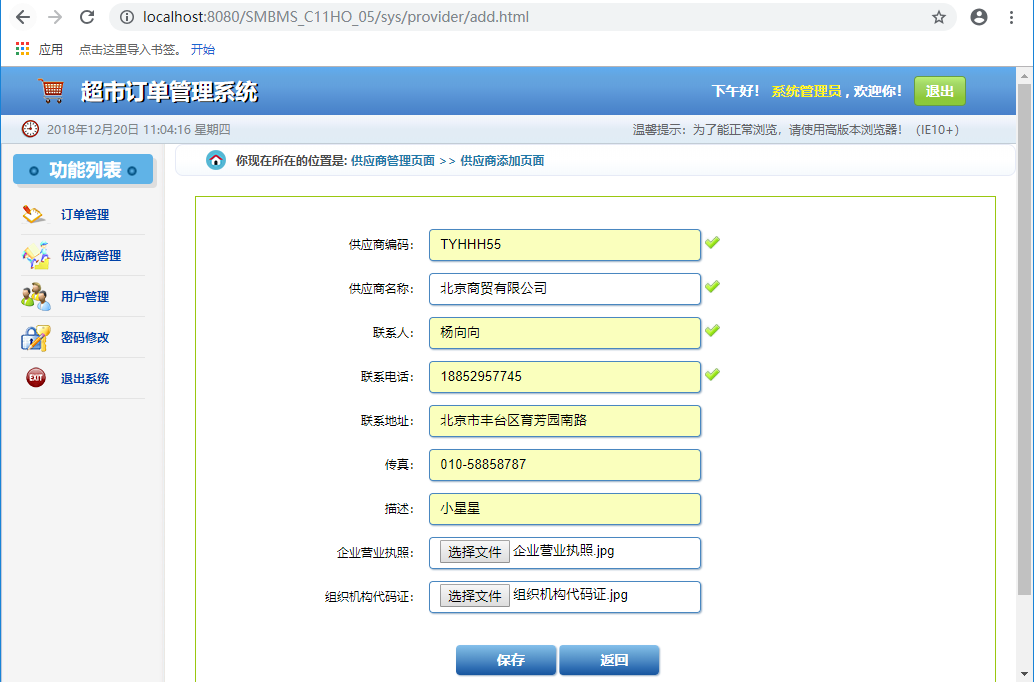 localhost:8080/SMBMS_C11HO_05/sys/provider/add.html
应用 点击这里导入书签。 开始
超市订单管理系统
下午好! 系统管理员 , 欢迎你! 退出
2018年12月20日 11:04:16 星期四
温馨提示: 为了能正常浏览, 请使用高版本浏览器! (IE10+)
功能列表
你现在所在的位置是: 供应商管理页面 >> 供应商添加页面
订单管理
供应商管理
用户管理
密码修改
EXIT 退出系统
供应商编码: TYHHH55
供应商名称: 北京商贸有限公司
联系人: 杨向向
联系电话: 18852957745
联系地址: 北京市丰台区育芳园南路
传真: 010-58858787
描述: 小星星
企业营业执照: 选择文件 企业营业执照.jpg
组织机构代码证: 选择文件 组织机构代码证.jpg
保存 返回